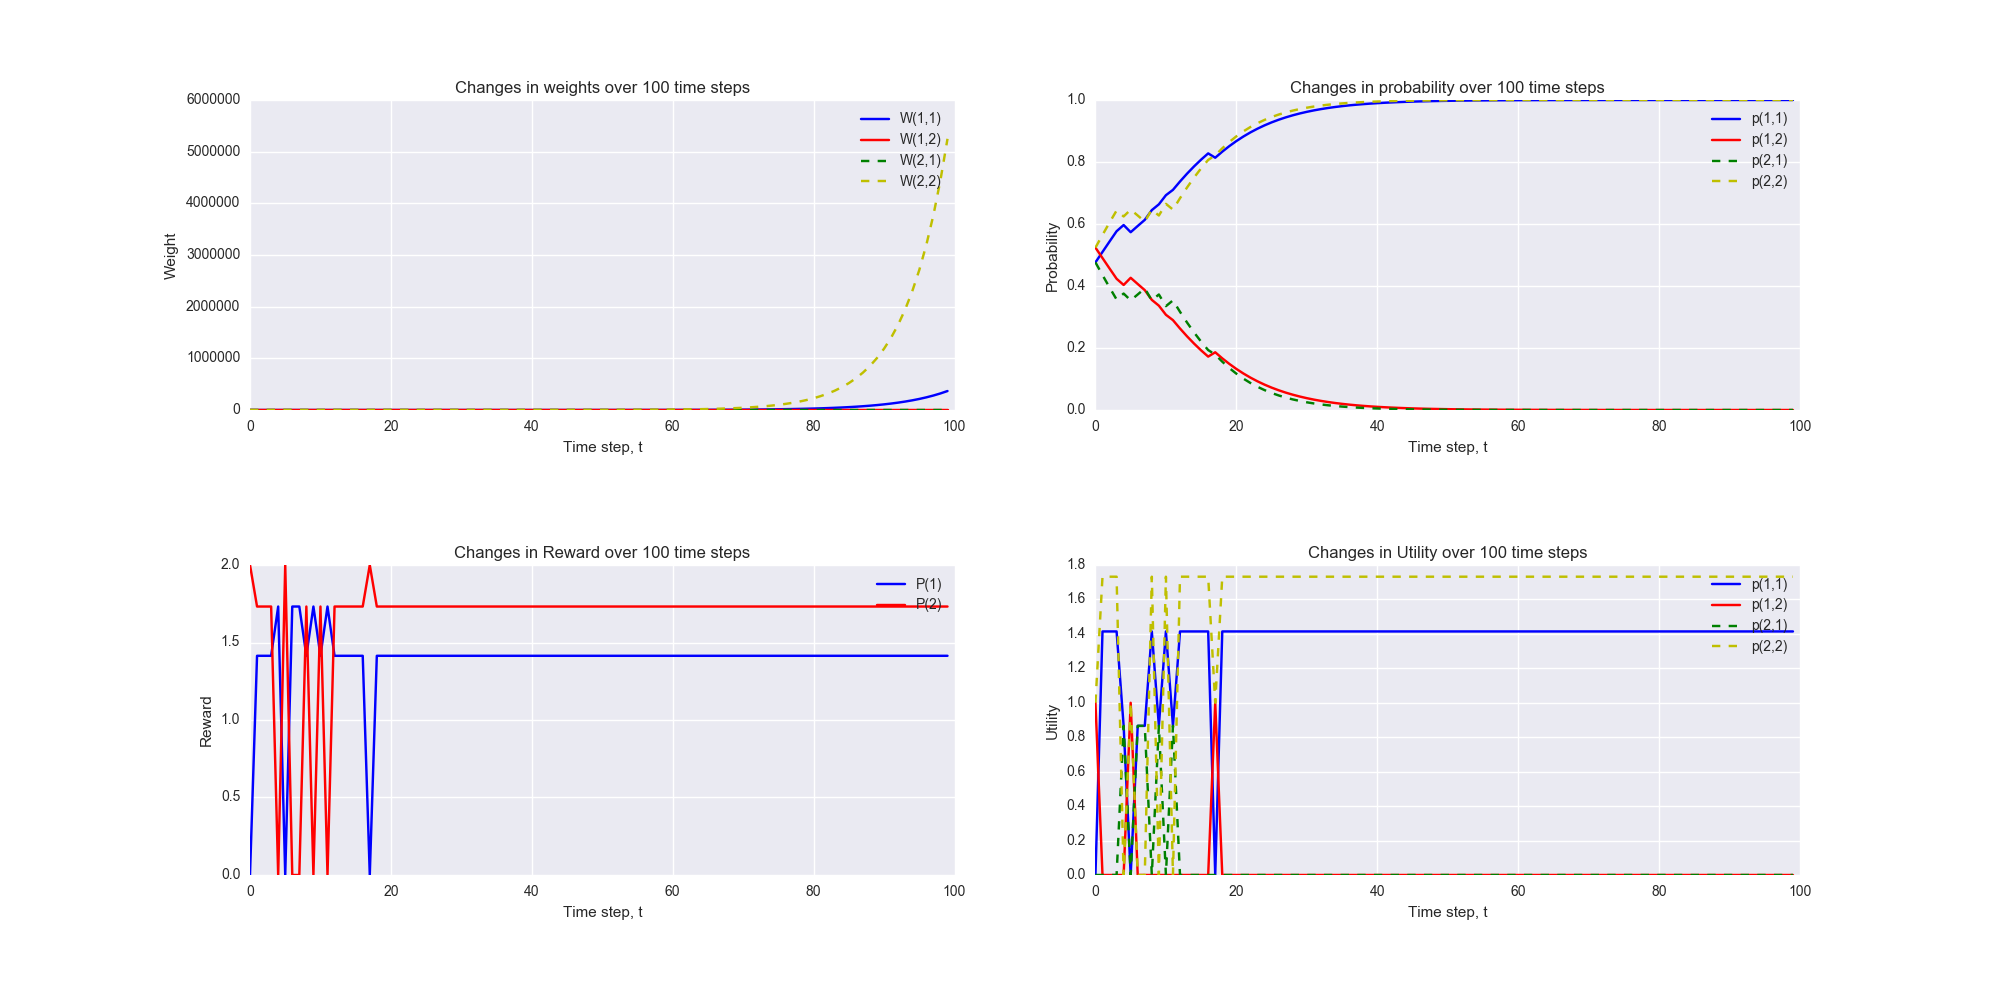 Changes in weights over 100 time steps
6000000
5000000
4000000
3000000
2000000
1000000
0
Weight
W(1,1)
W(1,2)
W(2,1)
W(2,2)
0 20 40 60 80 100
Time step, t
Changes in probability over 100 time steps
1.0
0.8
0.6
0.4
0.2
0.0
Probability
p(1,1)
p(1,2)
p(2,1)
p(2,2)
0 20 40 60 80 100
Time step, t
Changes in Reward over 100 time steps
2.0
1.5
1.0
0.5
0.0
Reward
P(1)
P(2)
0 20 40 60 80 100
Time step, t
Changes in Utility over 100 time steps
1.8
1.6
1.4
1.2
1.0
0.8
0.6
0.4
0.2
0.0
Utility
p(1,1)
p(1,2)
p(2,1)
p(2,2)
0 20 40 60 80 100
Time step, t